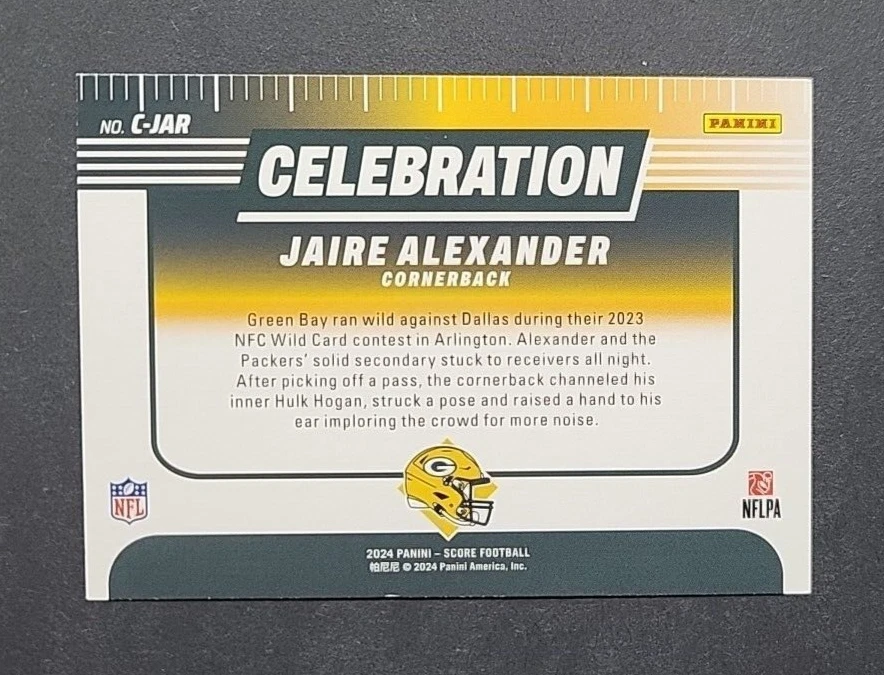 NO. C-JAR
PANINI
CELEBRATION
JAIRE ALEXANDER
CORNERBACK
Green Bay ran wild against Dallas during their 2023
NFC Wild Card contest in Arlington. Alexander and the
Packers' solid secondary stuck to receivers all night.
After picking off a pass, the cornerback channeled his
inner Hulk Hogan, struck a pose and raised a hand to his
ear imploring the crowd for more noise.
G
NFL
NFLPA
2024 PANINI – SCORE FOOTBALL
帕尼尼 © 2024 Panini America, Inc.